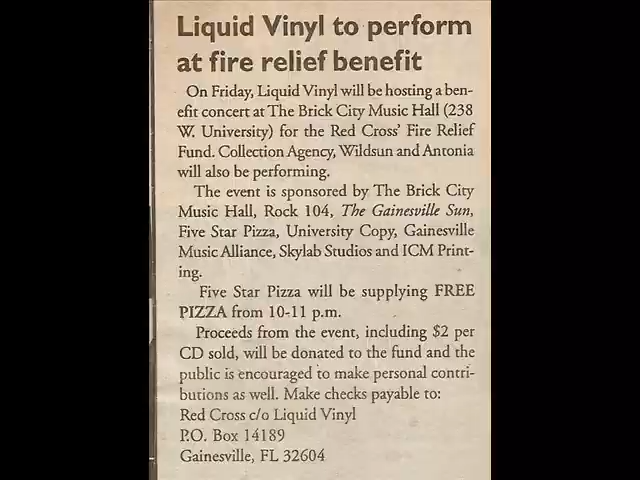 Liquid Vinyl to perform
at fire relief benefit
On Friday, Liquid Vinyl will be hosting a ben-
efit concert at The Brick City Music Hall (238
W. University) for the Red Cross' Fire Relief
Fund. Collection Agency, Wildsun and Antonia
will also be performing.
The event is sponsored by The Brick City
Music Hall, Rock 104, The Gainesville Sun,
Five Star Pizza, University Copy, Gainesville
Music Alliance, Skylab Studios and ICM Print-
ing.
Five Star Pizza will be supplying FREE
PIZZA from 10-11 p.m.
Proceeds from the event, including $2 per
CD sold, will be donated to the fund and the
public is encouraged to make personal contri-
butions as well. Make checks payable to:
Red Cross c/o Liquid Vinyl
P.O. Box 14189
Gainesville, FL 32604